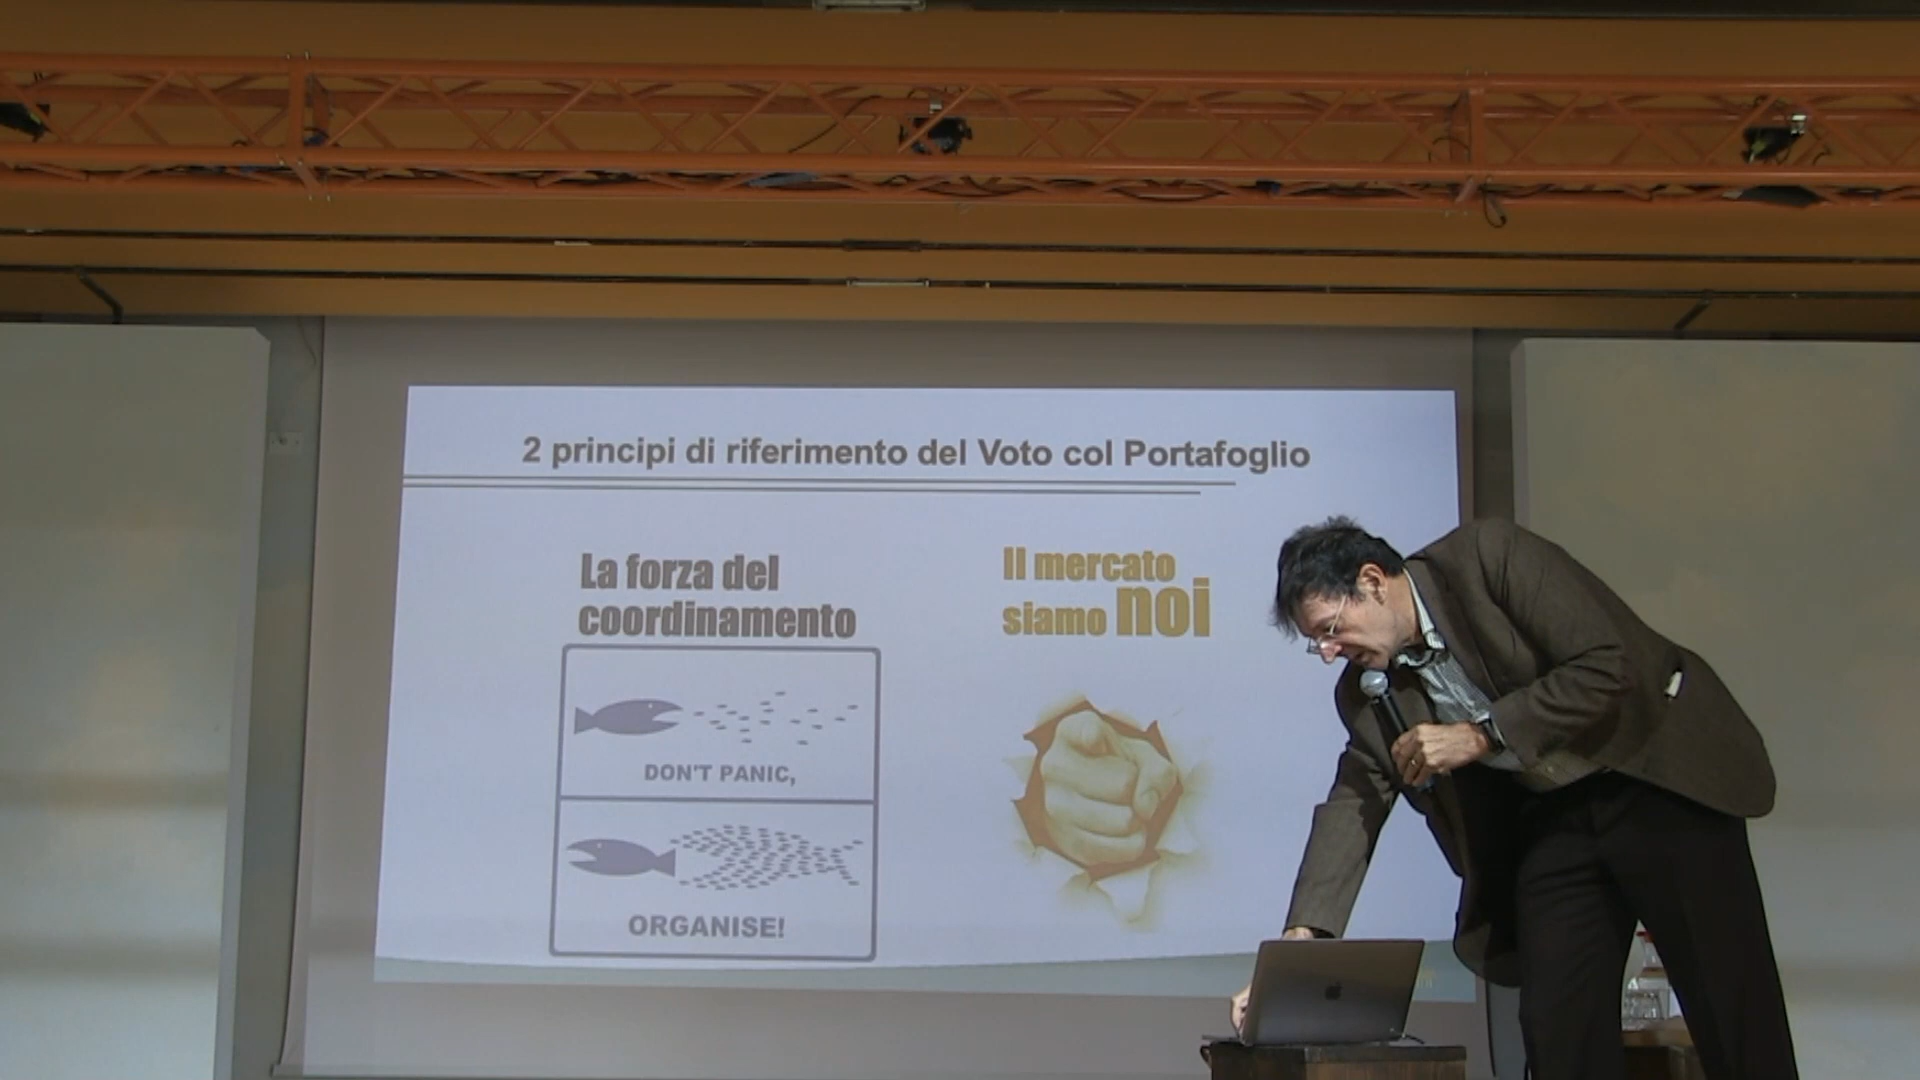 2 principi di riferimento del Voto col Portafoglio
La forza del
coordinamento
DON'T PANIC,
ORGANISE!
Il mercato
siamo noi